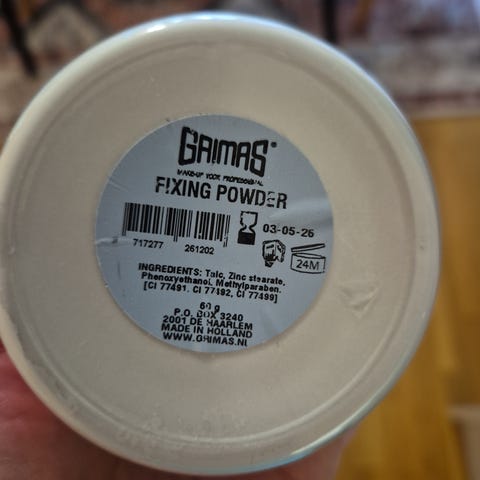 GRIMAS®
MAKE-UP VOOR PROFESSIONAL
FIXING POWDER
03-05-26
717277 261202
24M
INGREDIENTS: Talc, Zinc stearate,
Phenoxyethanol, Methylparaben.
[CI 77491, CI 77492, CI 77499]
60 g
P.O. BOX 3240
2001 DE HAARLEM
MADE IN HOLLAND
WWW.GRIMAS.NL